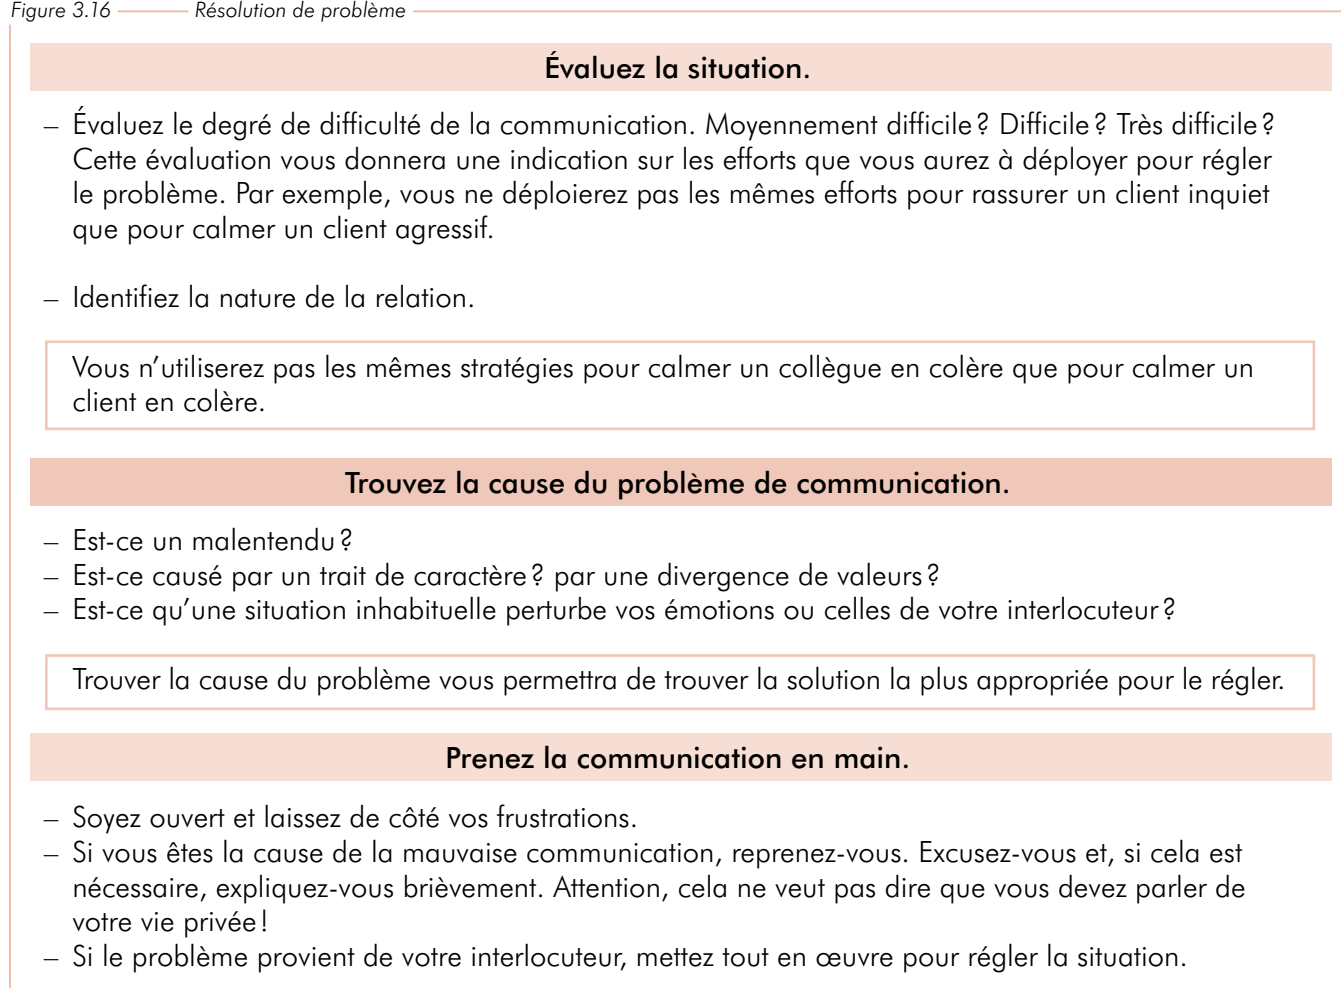 Figure 3.16 Résolution de problème
Évaluez la situation.
– Évaluez le degré de difficulté de la communication. Moyennement difficile ? Difficile ? Très difficile ?
Cette évaluation vous donnera une indication sur les efforts que vous aurez à déployer pour régler
le problème. Par exemple, vous ne déploierez pas les mêmes efforts pour rassurer un client inquiet
que pour calmer un client agressif.
– Identifiez la nature de la relation.
Vous n’utiliserez pas les mêmes stratégies pour calmer un collègue en colère que pour calmer un
client en colère.
Trouvez la cause du problème de communication.
– Est-ce un malentendu ?
– Est-ce causé par un trait de caractère ? par une divergence de valeurs ?
– Est-ce qu’une situation inhabituelle perturbe vos émotions ou celles de votre interlocuteur ?
Trouver la cause du problème vous permettra de trouver la solution la plus appropriée pour le régler.
Prenez la communication en main.
– Soyez ouvert et laissez de côté vos frustrations.
– Si vous êtes la cause de la mauvaise communication, reprenez-vous. Excusez-vous et, si cela est
nécessaire, expliquez-vous brièvement. Attention, cela ne veut pas dire que vous devez parler de
votre vie privée !
– Si le problème provient de votre interlocuteur, mettez tout en œuvre pour régler la situation.